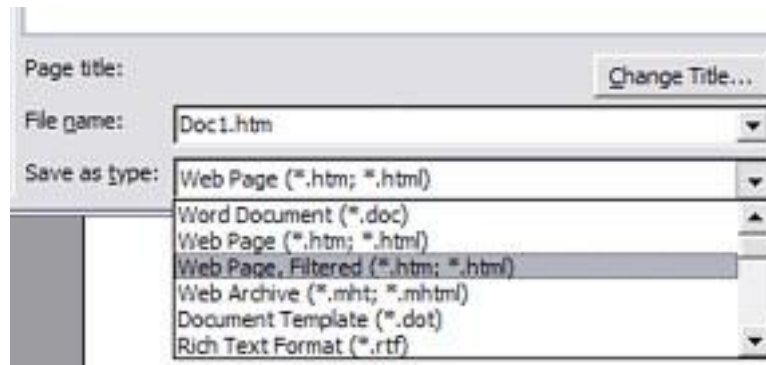 Page title:
Change Title...
File name:
Doc1.htm
Save as type:
Web Page (*.htm; *.html)
Word Document (*.doc)
Web Page (*.htm; *.html)
Web Page, Filtered (*.htm; *.html)
Web Archive (*.mht; *.mhtml)
Document Template (*.dot)
Rich Text Format (*.rtf)